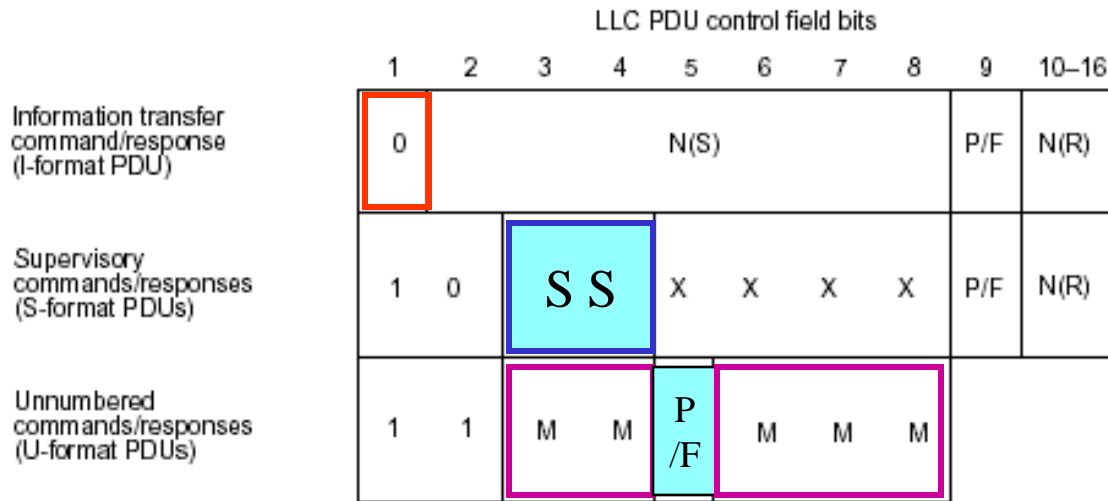 LLC PDU control field bits
1 2 3 4 5 6 7 8 9 10–16
Information transfer
command/response
(I-format PDU)
0 N(S) P/F N(R)
Supervisory
commands/responses
(S-format PDUs)
1 0 S S X X X X P/F N(R)
Unnumbered
commands/responses
(U-format PDUs)
1 1 M M P
/F M M M